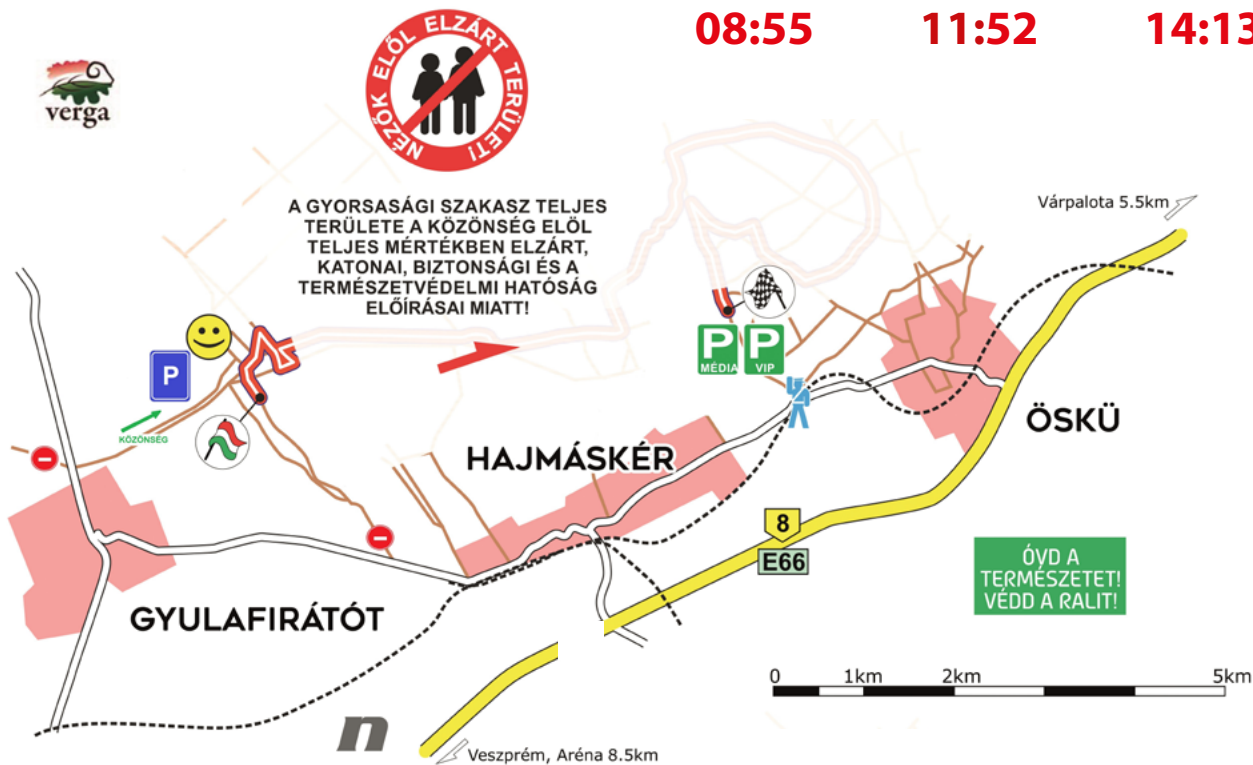 08:55 11:52 14:13
verga
NÉZŐK ELŐL ELZÁRT TERÜLET!
A GYORSASÁGI SZAKASZ TELJES
TERÜLETE A KÖZÖNSÉG ELŐL
TELJES MÉRTÉKBEN ELZÁRT,
KATONAI, BIZTONSÁGI ÉS A
TERMÉSZETVÉDELMI HATÓSÁG
ELŐÍRÁSAI MIATT!
Várpalota 5.5km
P
KÖZÖNSÉG
P
MÉDIA
P
VIP
HAJMÁSKÉR
ÖSKÜ
8
E66
GYULAFIRÁTÓT
ÓVD A
TERMÉSZETET!
VÉDD A RALIT!
0 1km 2km 5km
n
Veszprém, Aréna 8.5km